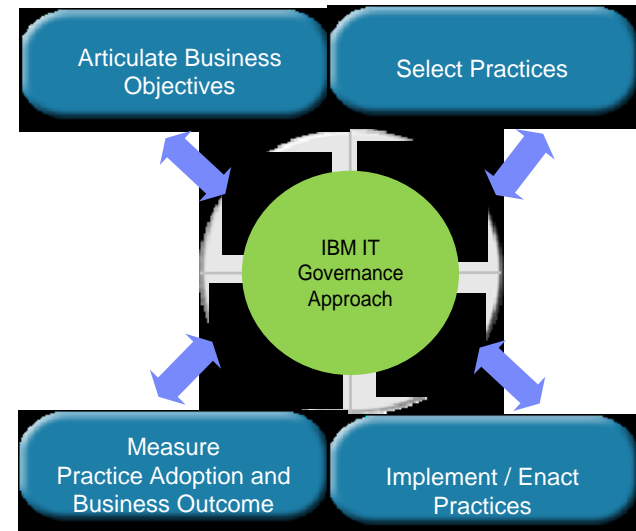 Articulate Business
Objectives
Select Practices
IBM IT
Governance
Approach
Measure
Practice Adoption and
Business Outcome
Implement / Enact
Practices